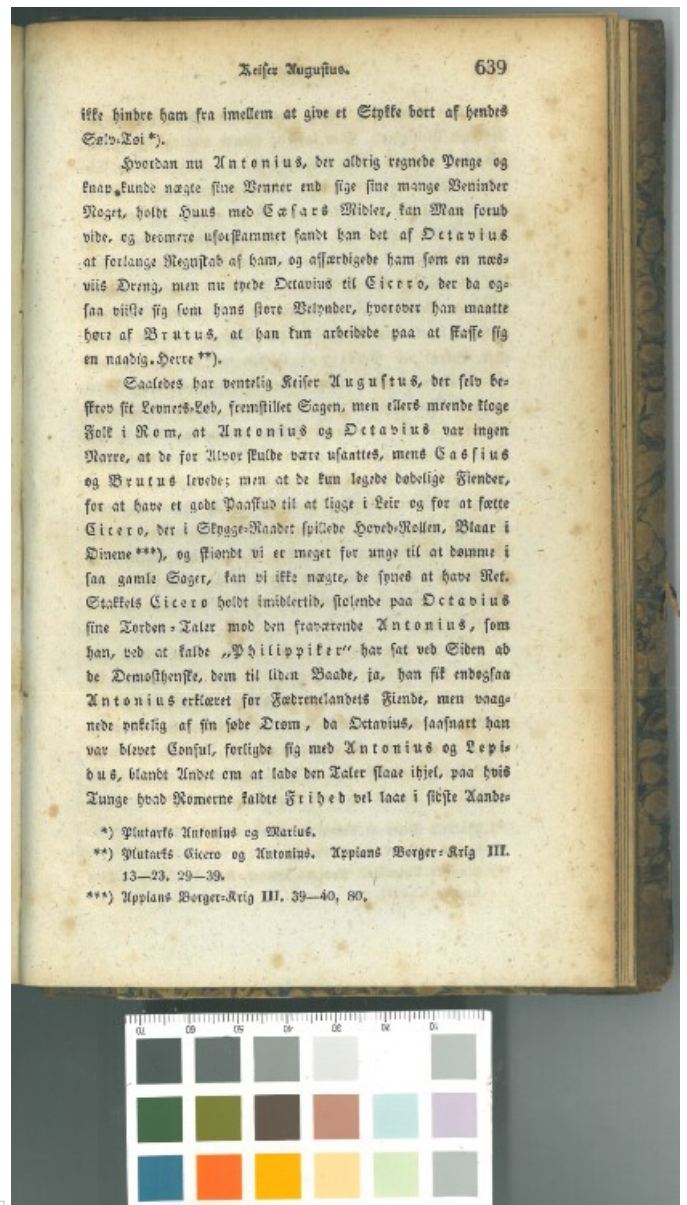 Keiser Augustus. 639
ikke hindre ham fra imellem at give et Stykke bort af hendes
Sølv-Tøi *).
Hvordan nu Antonius, der aldrig regnede Penge og
knap kunde nægte sine Venner end sige sine mange Veninder
Noget, holdt Huus med Cæsars Midler, kan Man forud
vide, og desmere uforskammet fandt han det af Octavius
at forlange Regnskab af ham, og affærdigede ham som en næs-
viis Dreng, men nu tyede Octavius til Cicero, der da og-
saa viiste sig som hans store Velynder, hvorover han maatte
høre af Brutus, at han kun arbeidede paa at skaffe sig
en naadig Herre **).
Saaledes har ventelig Keiser Augustus, der selv be-
skrev sit Levnets-Løb, fremstillet Sagen, men ellers meende kloge
Folk i Rom, at Antonius og Octavius var ingen
Narre, at de for Alvor skulde være usaattes, mens Cassius
og Brutus levede; men at de kun legede dødelige Fiender,
for at have et godt Paaskud til at ligge i Leir og for at sætte
Cicero, der i Skygge-Raadet spillede Hoved-Rollen, Blaar i
Øinene ***), og skiøndt vi er meget for unge til at dømme i
saa gamle Sager, kan vi ikke nægte, de synes at have Ret.
Stakkels Cicero holdt imidlertid, stolende paa Octavius
sine Torden-Taler mod den fraværende Antonius, som
han, ved at kalde „Philippiker“ har sat ved Siden ad
de Demosthenske, dem til liden Baade, ja, han fik endogsaa
Antonius erklæret for Fædrenelandets Fiende, men vaag-
nede ynkelig af sin søde Drøm, da Octavius, saasnart han
var blevet Consul, forligde sig med Antonius og Lepi-
dus, blandt Andet om at lade den Taler slaae ihjel, paa hvis
Tunge hvad Romerne kaldte Frihed vel laae i sidste Aande-
*) Plutarks Antonius og Marius.
**) Plutarks Cicero og Antonius. Appians Borger-Krig III.
13—23. 29—39.
***) Appians Borger-Krig III. 39—40, 80.
70 60 50 40 30 20 10